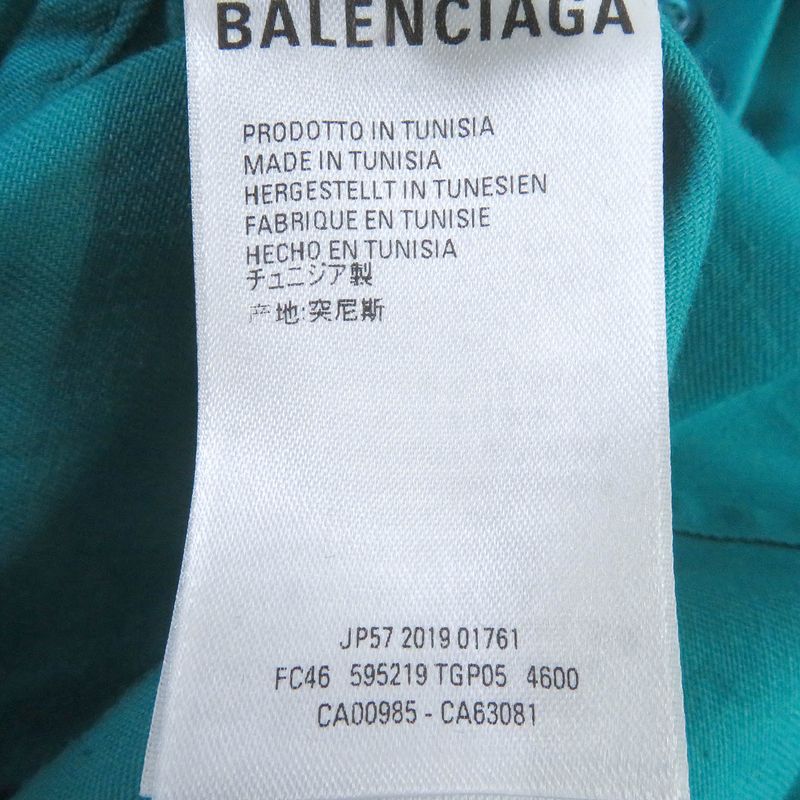 BALENCIAGA
PRODOTTO IN TUNISIA
MADE IN TUNISIA
HERGESTELLT IN TUNESIEN
FABRIQUE EN TUNISIE
HECHO EN TUNISIA
チュニジア製
产地:突尼斯
JP57 2019 01761
FC46 595219 TGP05 4600
CA00985 - CA63081